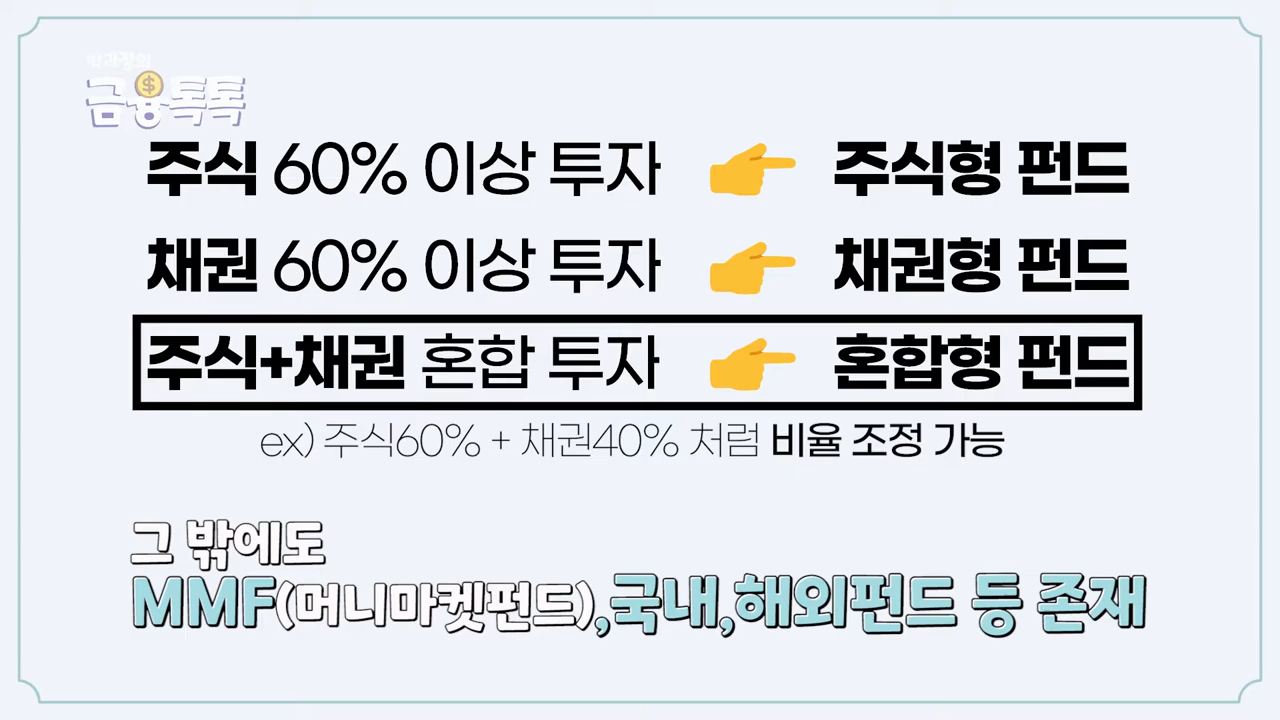 금융톡톡
주식 60% 이상 투자 👉 주식형 펀드
채권 60% 이상 투자 👉 채권형 펀드
주식+채권 혼합 투자 👉 혼합형 펀드
ex) 주식60% + 채권40% 처럼 비율 조정 가능
그 밖에도
MMF(머니마켓펀드),국내,해외펀드 등 존재